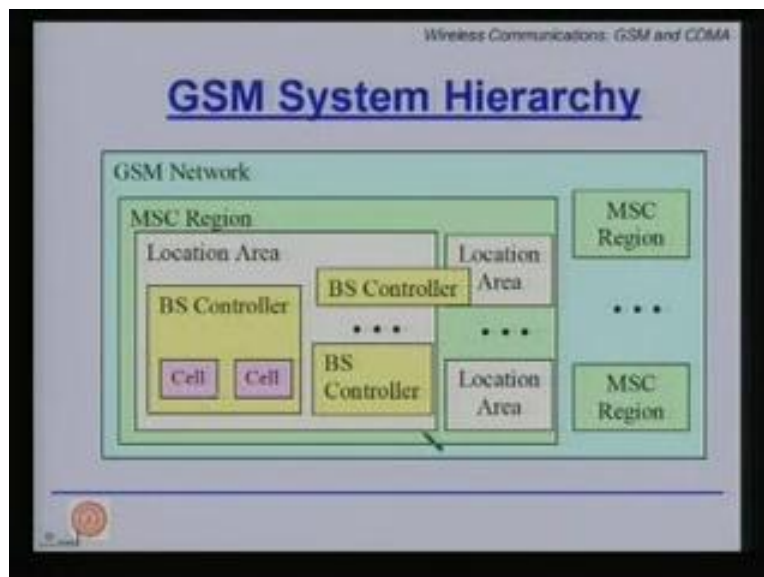 Wireless Communications: GSM and CDMA
GSM System Hierarchy
GSM Network
MSC Region
Location Area
BS Controller
Cell
Cell
BS Controller
• • •
BS
Controller
Location
Area
• • •
Location
Area
MSC
Region
• • •
MSC
Region